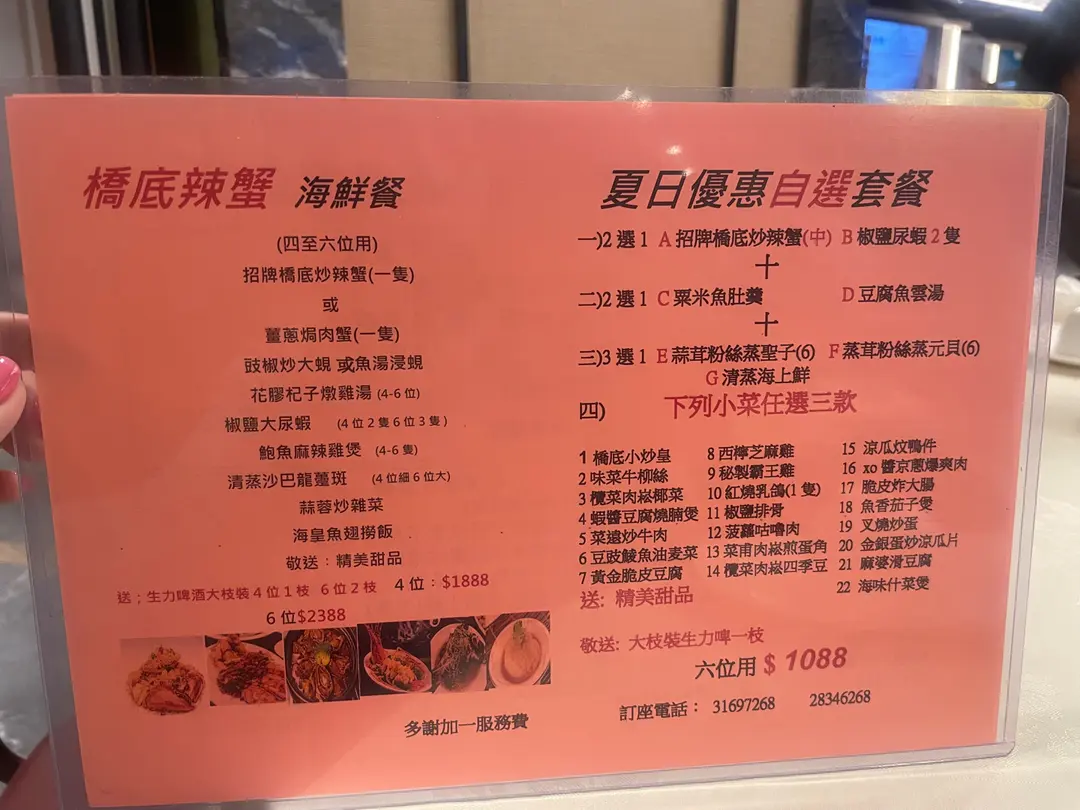 橋底辣蟹 海鮮餐
(四至六位用)
招牌橋底炒辣蟹(一隻)
或
薑蔥焗肉蟹(一隻)
豉椒炒大蜆 或魚湯浸蜆
花膠杞子燉雞湯 (4-6 位)
椒鹽大尿蝦 (4 位 2 隻 6 位 3 隻)
鮑魚麻辣雞煲 (4-6 隻)
清蒸沙巴龍躉斑 (4 位細 6 位大)
蒜蓉炒雜菜
海皇魚翅撈飯
敬送：精美甜品
送；生力啤酒大枝裝 4 位 1 枝 6 位 2 枝 4 位：$1888
6 位$2388
多謝加一服務費
夏日優惠自選套餐
一)2 選 1 A 招牌橋底炒辣蟹(中) B 椒鹽尿蝦 2 隻
十
二)2 選 1 C 粟米魚肚羹 D 豆腐魚雲湯
十
三)3 選 1 E 蒜茸粉絲蒸聖子(6) F 蒸茸粉絲蒸元貝(6)
G 清蒸海上鮮
四) 下列小菜任選三款
1 橋底小炒皇
2 味菜牛柳絲
3 欖菜肉崧椰菜
4 蝦醬豆腐燒腩煲
5 菜遠炒牛肉
6 豆豉鯪魚油麥菜
7 黃金脆皮豆腐
8 西檸芝麻雞
9 秘製霸王雞
10 紅燒乳鴿(1 隻)
11 椒鹽排骨
12 菠蘿咕嚕肉
13 菜甫肉崧煎蛋角
14 欖菜肉崧四季豆
15 涼瓜炆鴨件
16 xo 醬京蔥爆爽肉
17 脆皮炸大腸
18 魚香茄子煲
19 叉燒炒蛋
20 金銀蛋炒涼瓜片
21 麻婆滑豆腐
22 海味什菜煲
送: 精美甜品
敬送: 大枝裝生力啤一枝
六位用 $ 1088
訂座電話： 31697268 28346268